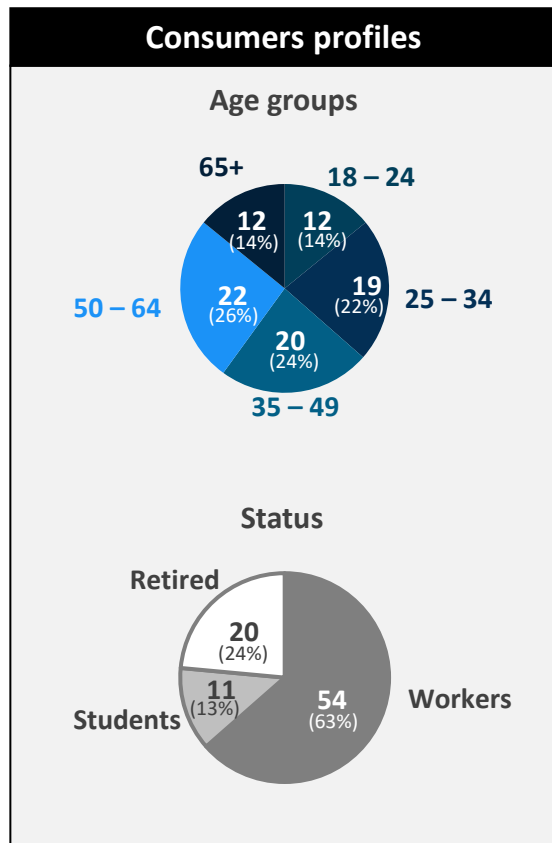 Consumers profiles
Age groups
65+
18 – 24
12
(14%)
12
(14%)
50 – 64
22
(26%)
19
(22%)
25 – 34
20
(24%)
35 – 49
Status
Retired
20
(24%)
Students
11
(13%)
54
(63%)
Workers